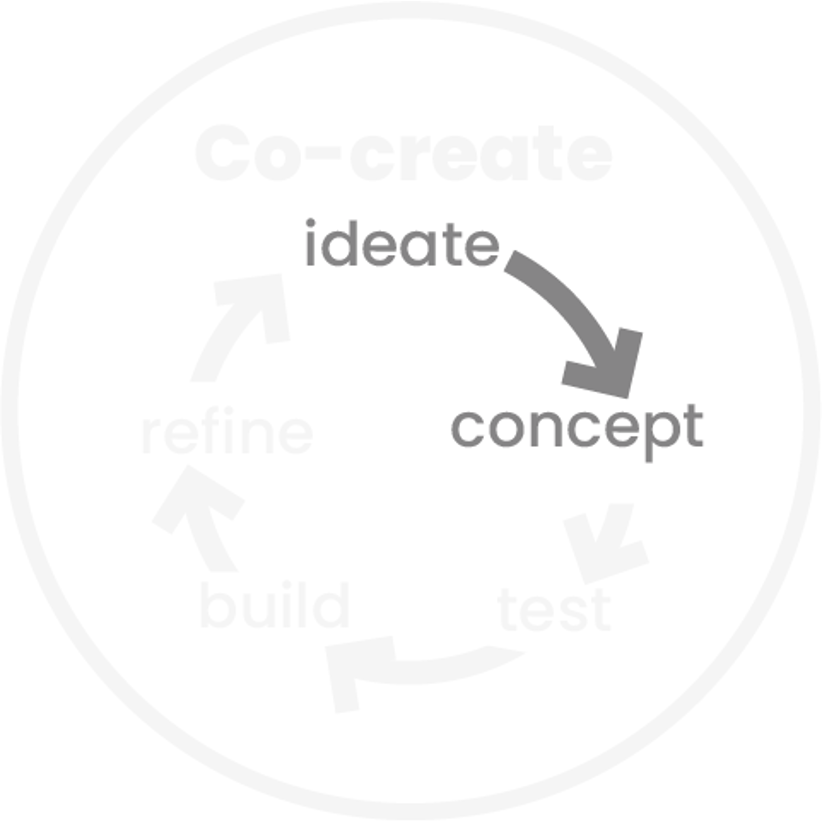 Co-create
ideate
concept
refine
build
test